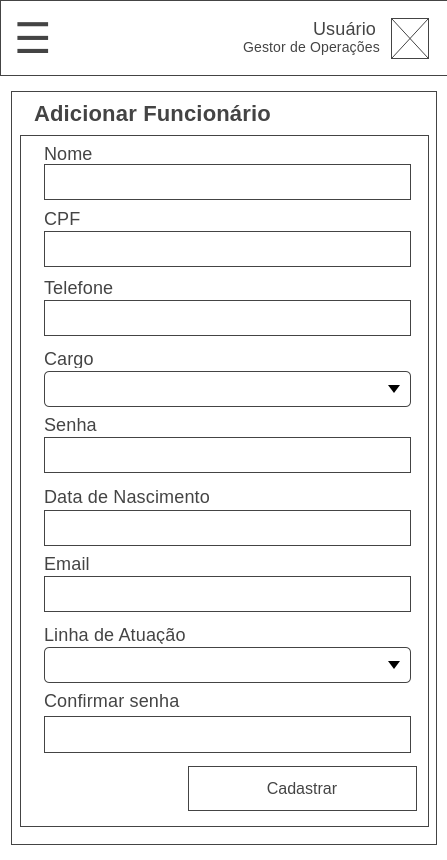 Usuário
Gestor de Operações
Adicionar Funcionário
Nome
CPF
Telefone
Cargo
Senha
Data de Nascimento
Email
Linha de Atuação
Confirmar senha
Cadastrar